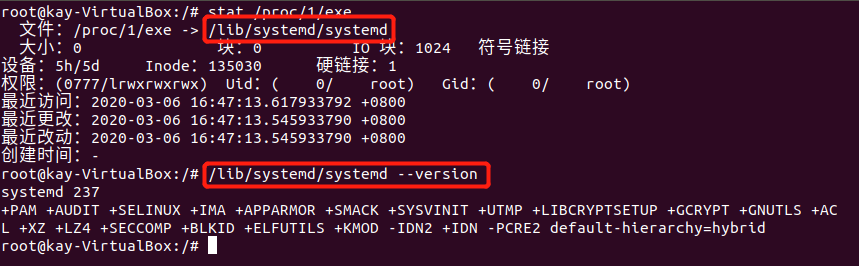 root@kay-VirtualBox:/# stat /proc/1/exe
文件：/proc/1/exe -> /lib/systemd/systemd
大小：0 块：0 IO 块：1024 符号链接
设备：5h/5d Inode：135030 硬链接：1
权限：(0777/lrwxrwxrwx) Uid：( 0/ root) Gid：( 0/ root)
最近访问：2020-03-06 16:47:13.617933792 +0800
最近更改：2020-03-06 16:47:13.545933790 +0800
最近改动：2020-03-06 16:47:13.545933790 +0800
创建时间：-
root@kay-VirtualBox:/# /lib/systemd/systemd --version
systemd 237
+PAM +AUDIT +SELINUX +IMA +APPARMOR +SMACK +SYSVINIT +UTMP +LIBCRYPTSETUP +GCRYPT +GNUTLS +AC
L +XZ +LZ4 +SECCOMP +BLKID +ELFUTILS +KMOD -IDN2 +IDN -PCRE2 default-hierarchy=hybrid
root@kay-VirtualBox:/#